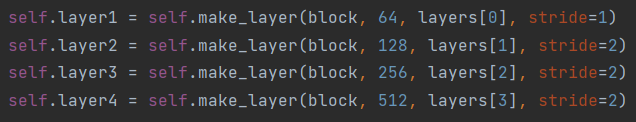 self.layer1 = self.make_layer(block, 64, layers[0], stride=1)
self.layer2 = self.make_layer(block, 128, layers[1], stride=2)
self.layer3 = self.make_layer(block, 256, layers[2], stride=2)
self.layer4 = self.make_layer(block, 512, layers[3], stride=2)